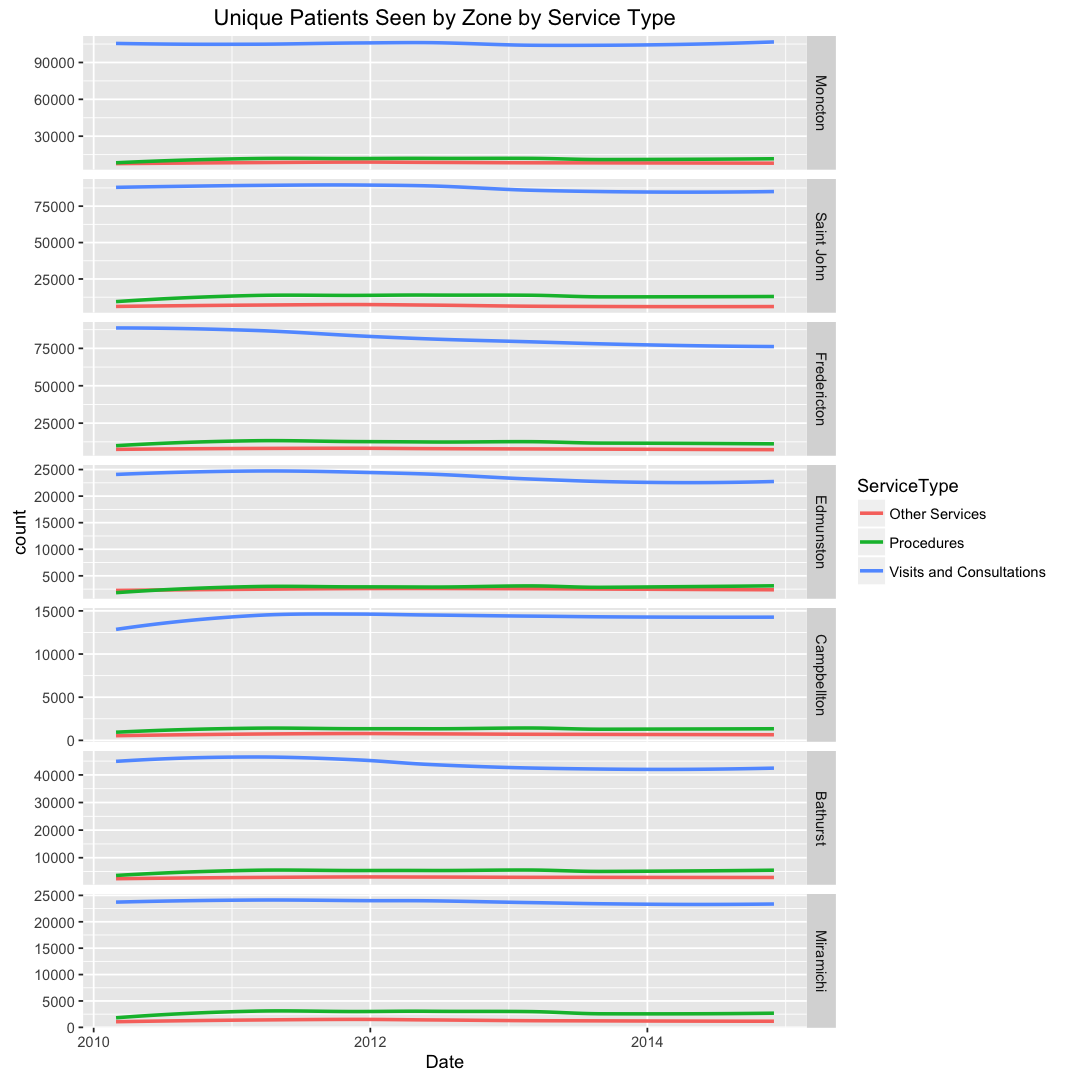 Unique Patients Seen by Zone by Service Type
90000
60000
30000
Moncton
75000
50000
25000
Saint John
75000
50000
25000
Fredericton
25000
20000
15000
10000
5000
Edmunston
15000
10000
5000
0
Campbellton
40000
30000
20000
10000
Bathurst
25000
20000
15000
10000
5000
0
Miramichi
count
2010
2012
2014
Date
ServiceType
Other Services
Procedures
Visits and Consultations